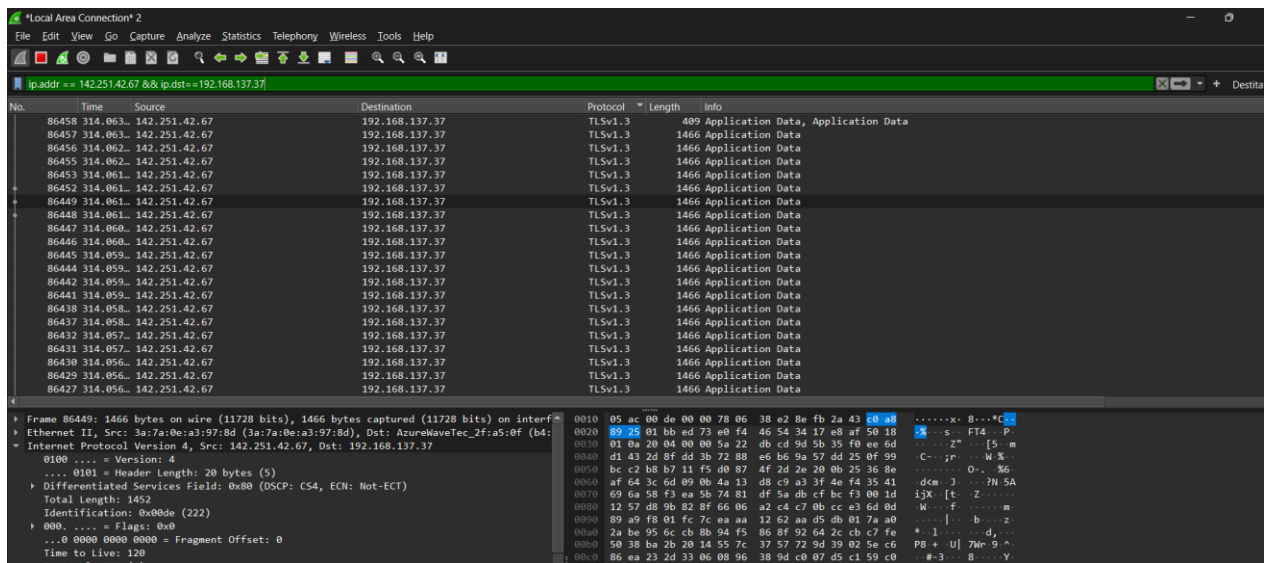 *Local Area Connection* 2
File Edit View Go Capture Analyze Statistics Telephony Wireless Tools Help
ip.addr == 142.251.42.67 && ip.dst==192.168.137.37
Destita
No. Time Source Destination Protocol Length Info
86458 314.063… 142.251.42.67 192.168.137.37 TLSv1.3 409 Application Data, Application Data
86457 314.063… 142.251.42.67 192.168.137.37 TLSv1.3 1466 Application Data
86456 314.062… 142.251.42.67 192.168.137.37 TLSv1.3 1466 Application Data
86455 314.062… 142.251.42.67 192.168.137.37 TLSv1.3 1466 Application Data
86453 314.061… 142.251.42.67 192.168.137.37 TLSv1.3 1466 Application Data
86452 314.061… 142.251.42.67 192.168.137.37 TLSv1.3 1466 Application Data
86449 314.061… 142.251.42.67 192.168.137.37 TLSv1.3 1466 Application Data
86448 314.061… 142.251.42.67 192.168.137.37 TLSv1.3 1466 Application Data
86447 314.060… 142.251.42.67 192.168.137.37 TLSv1.3 1466 Application Data
86446 314.060… 142.251.42.67 192.168.137.37 TLSv1.3 1466 Application Data
86445 314.059… 142.251.42.67 192.168.137.37 TLSv1.3 1466 Application Data
86444 314.059… 142.251.42.67 192.168.137.37 TLSv1.3 1466 Application Data
86442 314.059… 142.251.42.67 192.168.137.37 TLSv1.3 1466 Application Data
86441 314.059… 142.251.42.67 192.168.137.37 TLSv1.3 1466 Application Data
86438 314.058… 142.251.42.67 192.168.137.37 TLSv1.3 1466 Application Data
86437 314.058… 142.251.42.67 192.168.137.37 TLSv1.3 1466 Application Data
86432 314.057… 142.251.42.67 192.168.137.37 TLSv1.3 1466 Application Data
86431 314.057… 142.251.42.67 192.168.137.37 TLSv1.3 1466 Application Data
86430 314.056… 142.251.42.67 192.168.137.37 TLSv1.3 1466 Application Data
86429 314.056… 142.251.42.67 192.168.137.37 TLSv1.3 1466 Application Data
86427 314.056… 142.251.42.67 192.168.137.37 TLSv1.3 1466 Application Data
Frame 86449: 1466 bytes on wire (11728 bits), 1466 bytes captured (11728 bits) on interf
Ethernet II, Src: 3a:7a:0e:a3:97:8d (3a:7a:0e:a3:97:8d), Dst: AzureWaveTec_2f:a5:0f (b4:
Internet Protocol Version 4, Src: 142.251.42.67, Dst: 192.168.137.37
0100 .... = Version: 4
.... 0101 = Header Length: 20 bytes (5)
Differentiated Services Field: 0x80 (DSCP: CS4, ECN: Not-ECT)
Total Length: 1452
Identification: 0x00de (222)
000. .... = Flags: 0x0
...0 0000 0000 0000 = Fragment Offset: 0
Time to Live: 120
0010 05 ac 00 de 00 00 78 06 38 e2 8e fb 2a 43 c0 a8 ······x· 8···*C··
0020 89 25 01 bb ed 73 e0 f4 46 54 34 17 e8 af 50 18 ·%···s·· FT4···P·
0030 01 0a 20 04 00 00 5a 22 db cd 9d 5b 35 f0 ee 6d ·· ···Z" ···[5··m
0040 d1 43 2d 8f dd 3b 72 88 e6 b6 9a 57 dd 25 0f 99 ·C-··;r· ···W·%··
0050 bc c2 b8 b7 11 f5 d0 87 4f 2d 2e 20 0b 25 36 8e ········ O-. ·%6·
0060 af 64 3c 6d 09 0b 4a 13 d8 c9 a3 3f 4e f4 35 41 ·d<m··J· ···?N·5A
0070 69 6a 58 f3 ea 5b 74 81 df 5a db cf bc f3 00 1d ijX··[t· ·Z······
0080 12 57 d8 9b 82 8f 66 06 a2 c4 c7 0b cc e3 6d 0d ·W····f· ······m·
0090 89 a9 f8 01 fc 7c ea aa 12 62 aa d5 db 01 7a a0 ·····|·· ·b····z·
00a0 2a be 95 6c cb 8b 94 f5 86 8f 92 64 2c cb c7 fe *··l···· ···d,···
00b0 50 38 ba 2b 20 14 55 7c 37 57 72 9d 39 02 5e c6 P8·+ ·U| 7Wr·9·^·
00c0 86 ea 23 2d 33 06 08 96 38 9d c0 07 d5 c1 59 c0 ··#-3··· 8·····Y·